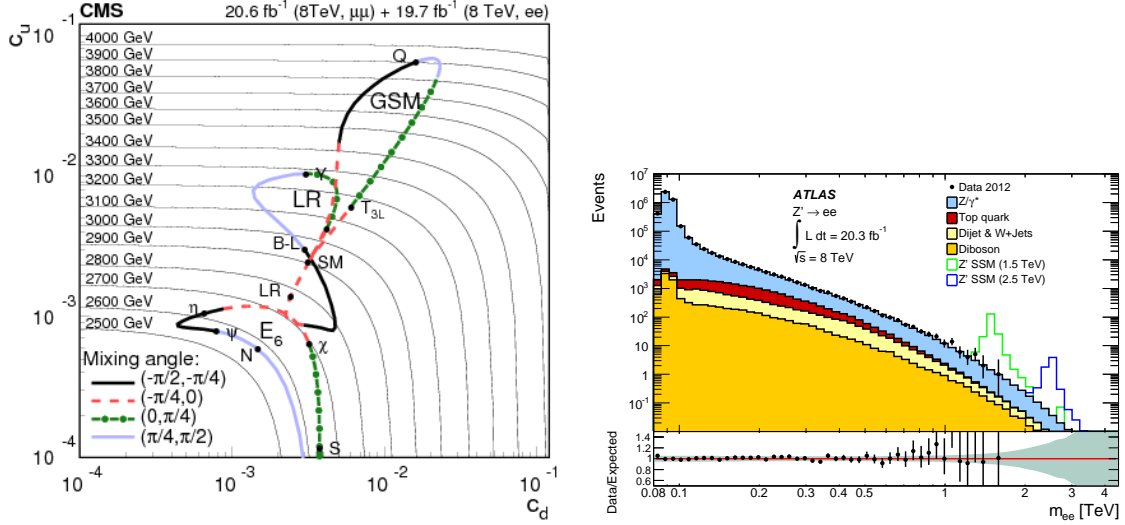 CMS 20.6 fb⁻¹ (8TeV, μμ) + 19.7 fb⁻¹ (8 TeV, ee)
c_u
10⁻¹
10⁻²
10⁻³
10⁻⁴
4000 GeV
3900 GeV
3800 GeV
3700 GeV
3600 GeV
3500 GeV
3400 GeV
3300 GeV
3200 GeV
3100 GeV
3000 GeV
2900 GeV
2800 GeV
2700 GeV
2600 GeV
2500 GeV
Q
GSM
Y
LR
T_3L
B-L
SM
LR
η
E_6
ψ
N
χ
S
Mixing angle:
(-π/2,-π/4)
(-π/4,0)
(0,π/4)
(π/4,π/2)
10⁻⁴ 10⁻³ 10⁻² 10⁻¹
c_d
Events
10⁷
10⁶
10⁵
10⁴
10³
10²
10
1
10⁻¹
ATLAS
Z' → ee
∫ L dt = 20.3 fb⁻¹
√s = 8 TeV
Data 2012
Z/γ*
Top quark
Dijet & W+Jets
Diboson
Z' SSM (1.5 TeV)
Z' SSM (2.5 TeV)
Data/Expected
1.4
1.2
1.0
0.8
0.6
0.08 0.1 0.2 0.3 0.4 0.5 1 2 3 4
m_ee [TeV]